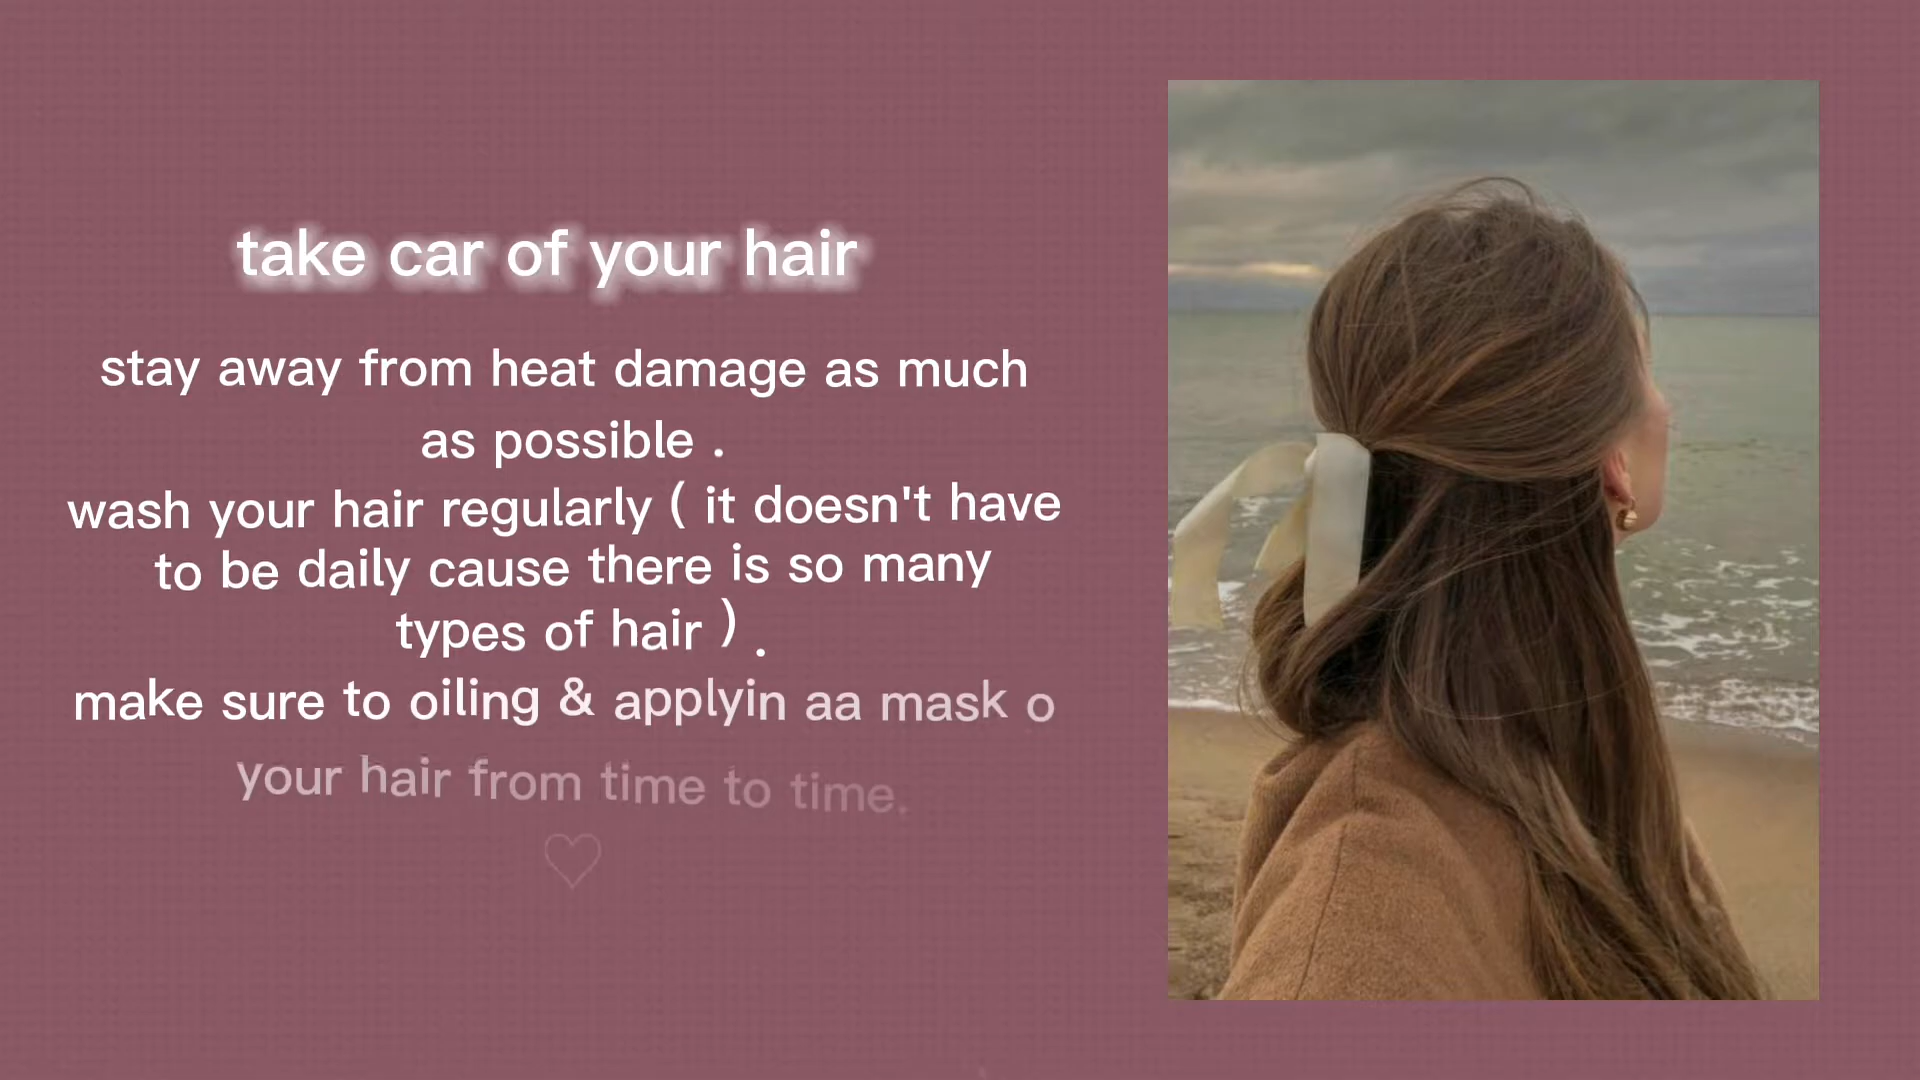 take car of your hair
stay away from heat damage as much
as possible .
wash your hair regularly ( it doesn't have
to be daily cause there is so many
types of hair ) .
make sure to oiling & applyin aa mask o
your hair from time to time.
♡